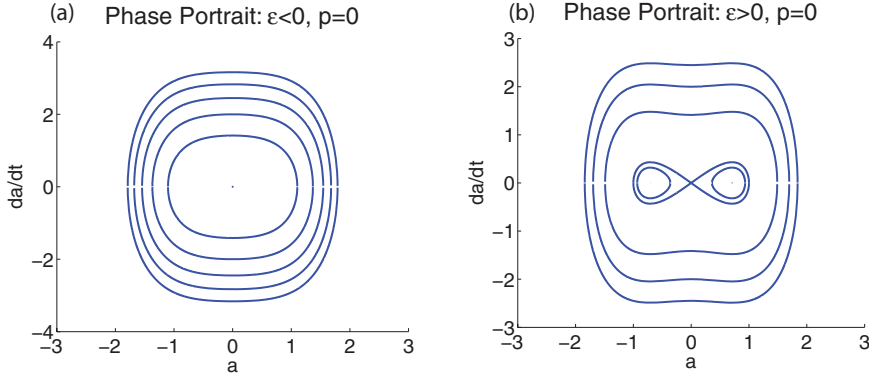 (a) Phase Portrait: ε<0, p=0
4
2
0
−2
−4
da/dt
−3 −2 −1 0 1 2 3
a
(b) Phase Portrait: ε>0, p=0
3
2
1
0
−1
−2
−3
da/dt
−3 −2 −1 0 1 2 3
a